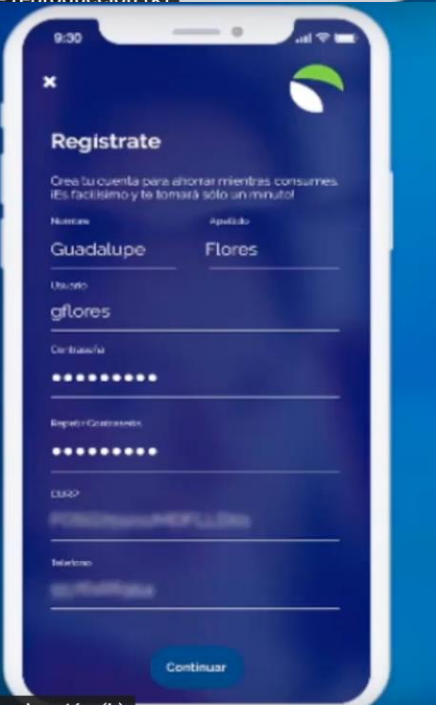 9:30
Regístrate
Crea tu cuenta para ahorrar mientras consumes.
¡Es facilísimo y te tomará sólo un minuto!
Nombre Apellido
Guadalupe Flores
Usuario
gflores
Contraseña
•••••••••
Repetir Contraseña
•••••••••
CURP
Teléfono
Continuar